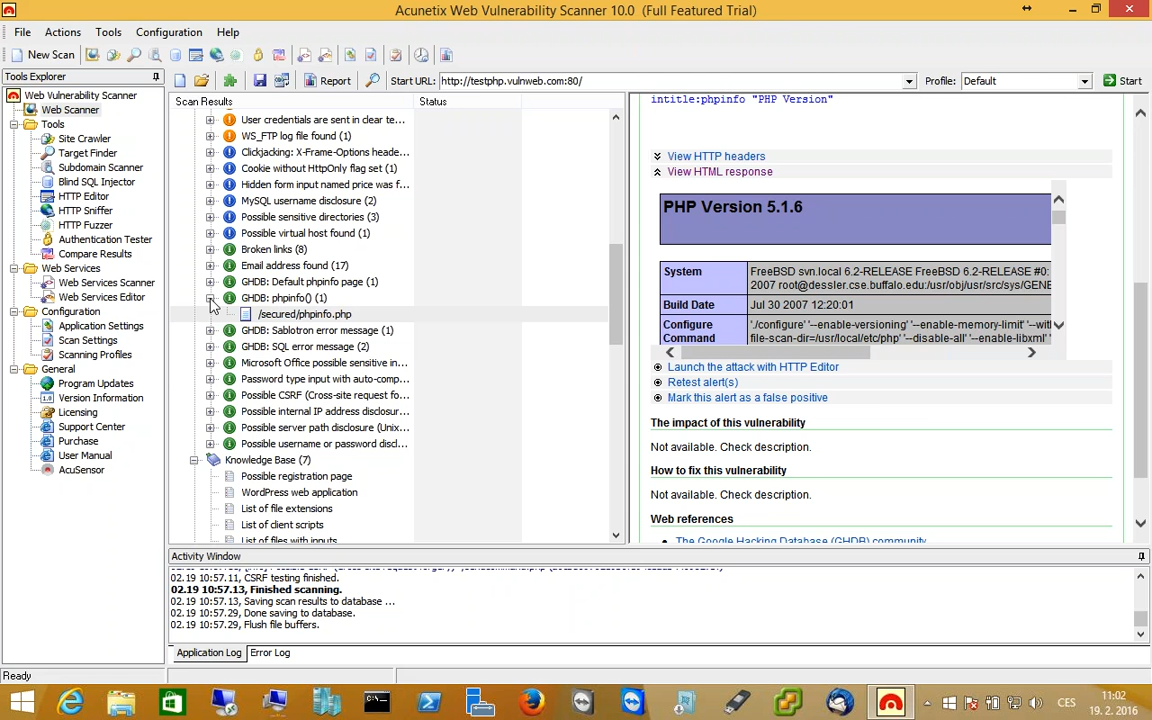 Acunetix Web Vulnerability Scanner 10.0 (Full Featured Trial)
File Actions Tools Configuration Help
New Scan
Tools Explorer
Report
Start URL: http://testphp.vulnweb.com:80/
Profile: Default
Start
Web Vulnerability Scanner
Web Scanner
Tools
Site Crawler
Target Finder
Subdomain Scanner
Blind SQL Injector
HTTP Editor
HTTP Sniffer
HTTP Fuzzer
Authentication Tester
Compare Results
Web Services
Web Services Scanner
Web Services Editor
Configuration
Application Settings
Scan Settings
Scanning Profiles
General
Program Updates
Version Information
Licensing
Support Center
Purchase
User Manual
AcuSensor
Scan Results Status
User credentials are sent in clear te...
WS_FTP log file found (1)
Clickjacking: X-Frame-Options heade...
Cookie without HttpOnly flag set (1)
Hidden form input named price was f...
MySQL username disclosure (2)
Possible sensitive directories (3)
Possible virtual host found (1)
Broken links (8)
Email address found (17)
GHDB: Default phpinfo page (1)
GHDB: phpinfo() (1)
/secured/phpinfo.php
GHDB: Sablotron error message (1)
GHDB: SQL error message (2)
Microsoft Office possible sensitive in...
Password type input with auto-comp...
Possible CSRF (Cross-site request fo...
Possible internal IP address disclosur...
Possible server path disclosure (Unix...
Possible username or password discl...
Knowledge Base (7)
Possible registration page
WordPress web application
List of file extensions
List of client scripts
List of files with inputs
intitle:phpinfo "PHP Version"
View HTTP headers
View HTML response
PHP Version 5.1.6
System FreeBSD svn.local 6.2-RELEASE FreeBSD 6.2-RELEASE #0:
2007 root@dessler.cse.buffalo.edu:/usr/obj/usr/src/sys/GENE
Build Date Jul 30 2007 12:20:01
Configure Command './configure' '--enable-versioning' '--enable-memory-limit' '--wit
file-scan-dir=/usr/local/etc/php' '--disable-all' '--enable-libxml'
Launch the attack with HTTP Editor
Retest alert(s)
Mark this alert as a false positive
The impact of this vulnerability
Not available. Check description.
How to fix this vulnerability
Not available. Check description.
Web references
The Google Hacking Database (GHDB) community
Activity Window
02.19 10:57.11, CSRF testing finished.
02.19 10:57.13, Finished scanning.
02.19 10:57.13, Saving scan results to database ...
02.19 10:57.29, Done saving to database.
02.19 10:57.29, Flush file buffers.
Application Log Error Log
Ready
CES
11:02
19. 2. 2016